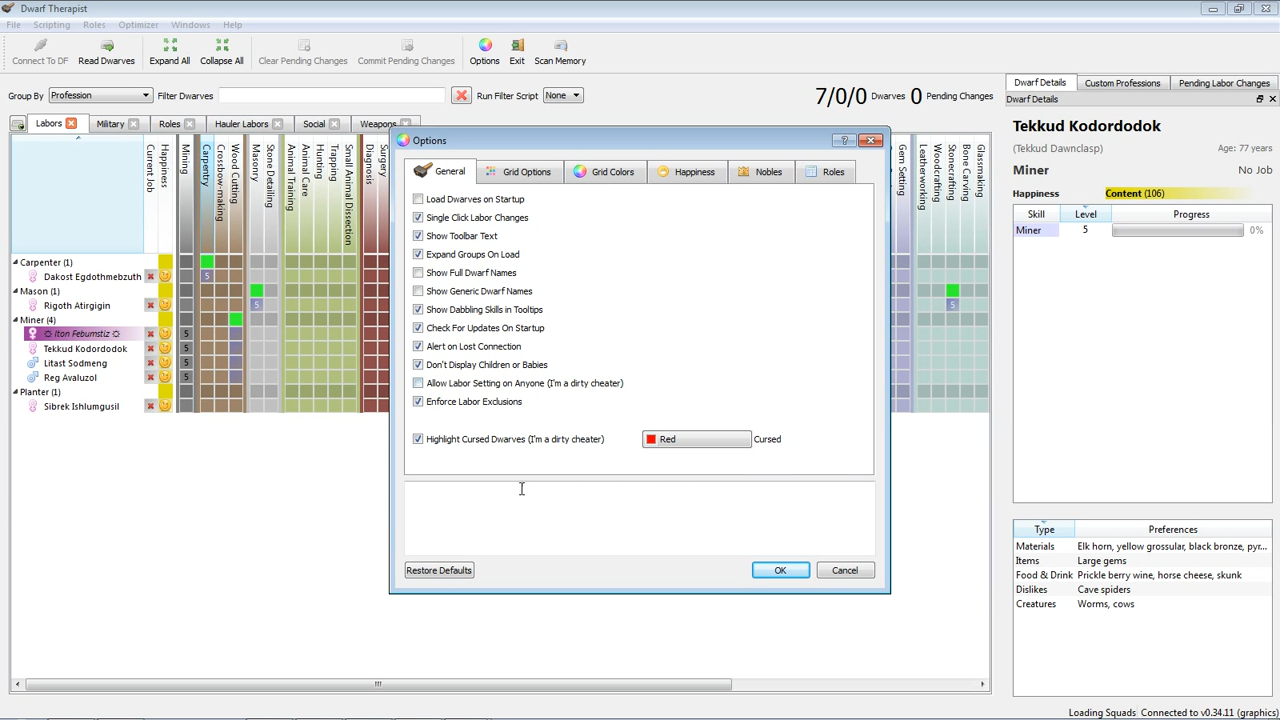 Dwarf Therapist
File Scripting Roles Optimizer Windows Help
Connect To DF Read Dwarves Expand All Collapse All Clear Pending Changes Commit Pending Changes Options Exit Scan Memory
Group By Profession Filter Dwarves Run Filter Script None 7/0/0 Dwarves 0 Pending Changes
Labors Military Roles Hauler Labors Social Weapons
Current Job
Happiness
Mining
Carpentry
Crossbow-making
Wood Cutting
Masonry
Stone Detailing
Animal Training
Animal Care
Hunting
Trapping
Small Animal Dissection
Diagnosis
Surgery
Gem Setting
Leatherworking
Woodcrafting
Stonecrafting
Bone Carving
Glassmaking
Carpenter (1)
Dakost Egdothmebzuth 5
Mason (1)
Rigoth Atirgigin 5 5
Miner (4)
☼ Iton Febumstiz ☼ 5
Tekkud Kodordodok 5
Litast Sodmeng 5
Reg Avaluzol 5
Planter (1)
Sibrek Ishlumgusil
Options
General Grid Options Grid Colors Happiness Nobles Roles
Load Dwarves on Startup
Single Click Labor Changes
Show Toolbar Text
Expand Groups On Load
Show Full Dwarf Names
Show Generic Dwarf Names
Show Dabbling Skills in Tooltips
Check For Updates On Startup
Alert on Lost Connection
Don't Display Children or Babies
Allow Labor Setting on Anyone (I'm a dirty cheater)
Enforce Labor Exclusions
Highlight Cursed Dwarves (I'm a dirty cheater) Red Cursed
Restore Defaults OK Cancel
Dwarf Details Custom Professions Pending Labor Changes
Dwarf Details
Tekkud Kodordodok
(Tekkud Dawnclasp) Age: 77 years
Miner No Job
Happiness Content (106)
Skill Level Progress
Miner 5 0%
Type Preferences
Materials Elk horn, yellow grossular, black bronze, pyr...
Items Large gems
Food & Drink Prickle berry wine, horse cheese, skunk
Dislikes Cave spiders
Creatures Worms, cows
Loading Squads Connected to v0.34.11 (graphics)